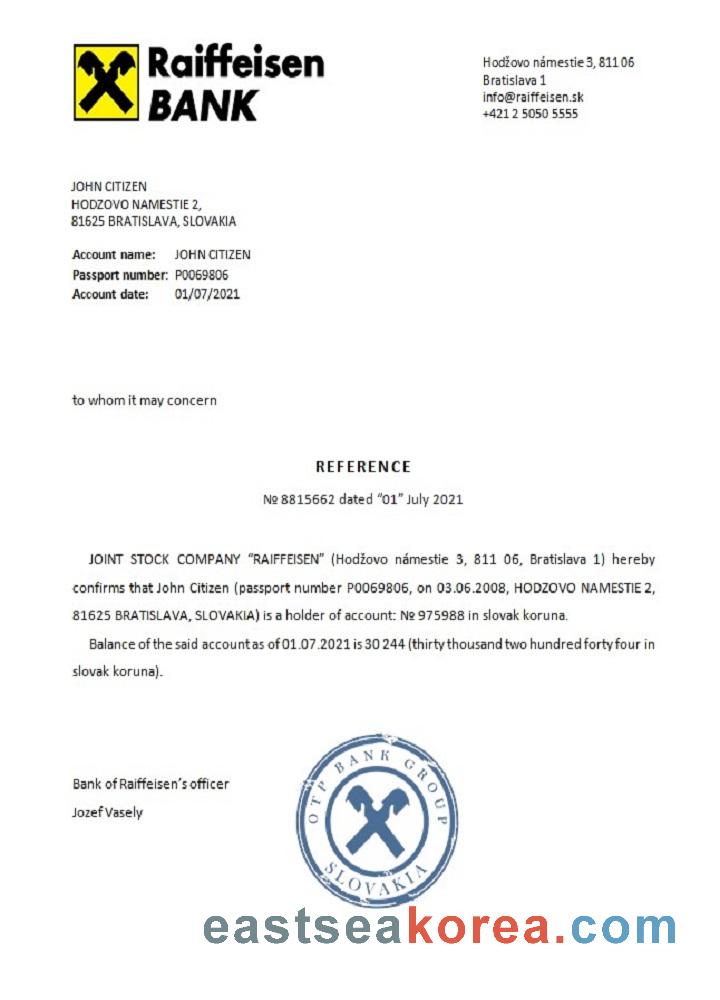 Raiffeisen
BANK
Hodžovo námestie 3, 811 06
Bratislava 1
info@raiffeisen.sk
+421 2 5050 5555
JOHN CITIZEN
HODZOVO NAMESTIE 2,
81625 BRATISLAVA, SLOVAKIA
Account name: JOHN CITIZEN
Passport number: P0069806
Account date: 01/07/2021
to whom it may concern
REFERENCE
№ 8815662 dated “01” July 2021
JOINT STOCK COMPANY “RAIFFEISEN” (Hodžovo námestie 3, 811 06, Bratislava 1) hereby
confirms that John Citizen (passport number P0069806, on 03.06.2008, HODZOVO NAMESTIE 2,
81625 BRATISLAVA, SLOVAKIA) is a holder of account: № 975988 in slovak koruna.
Balance of the said account as of 01.07.2021 is 30 244 (thirty thousand two hundred forty four in
slovak koruna).
Bank of Raiffeisen’s officer
Jozef Vasely
OTP BANK GROUP
SLOVAKIA
eastseakorea.com